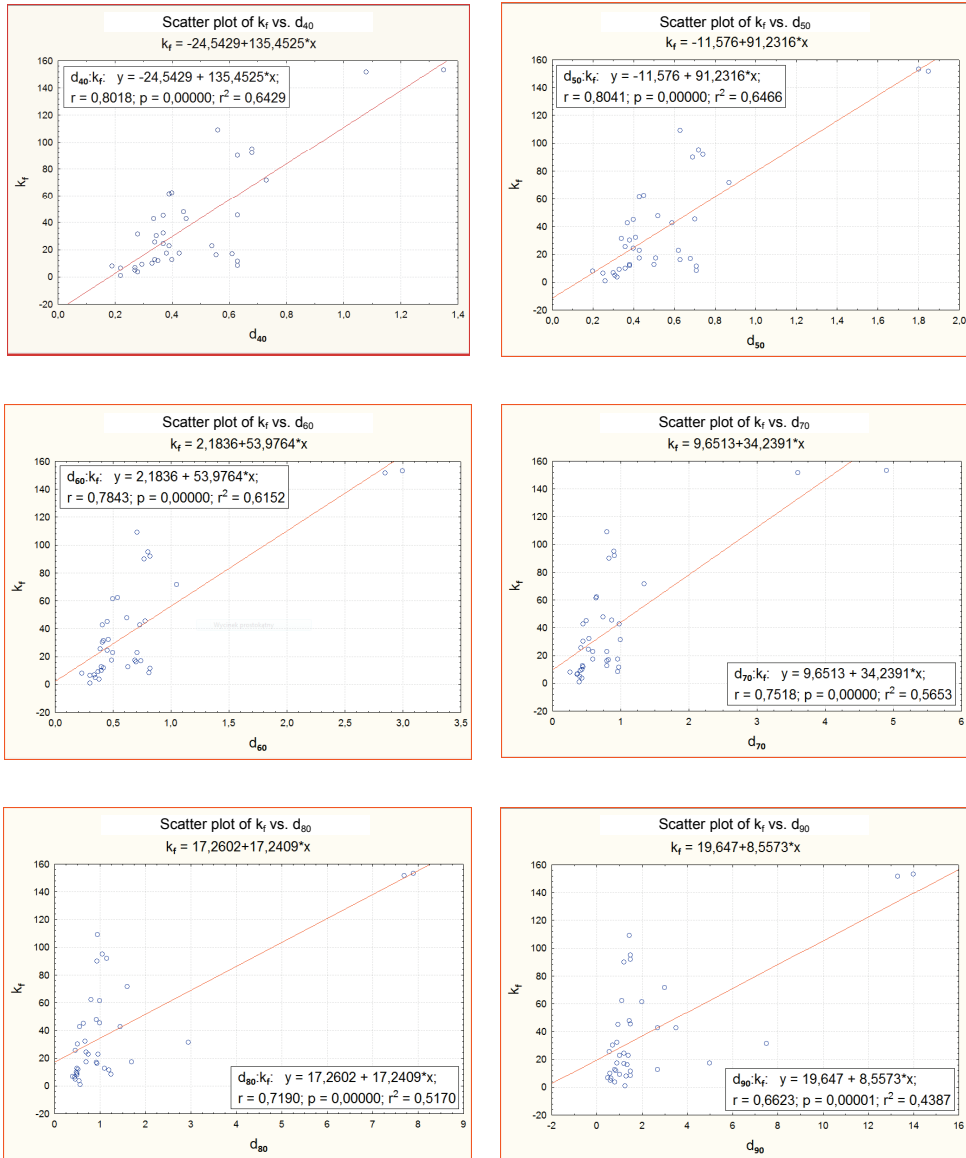 Scatter plot of kf vs. d40
kf = -24,5429+135,4525*x
160
140
120
100
80
60
40
20
0
-20
d40:kf: y = -24,5429 + 135,4525*x;
r = 0,8018; p = 0,00000; r² = 0,6429
kf
0,0 0,2 0,4 0,6 0,8 1,0 1,2 1,4
d40
Scatter plot of kf vs. d50
kf = -11,576+91,2316*x
160
140
120
100
80
60
40
20
0
-20
d50:kf: y = -11,576 + 91,2316*x;
r = 0,8041; p = 0,00000; r² = 0,6466
kf
0,0 0,2 0,4 0,6 0,8 1,0 1,2 1,4 1,6 1,8 2,0
d50
Scatter plot of kf vs. d60
kf = 2,1836+53,9764*x
160
140
120
100
80
60
40
20
0
-20
d60:kf: y = 2,1836 + 53,9764*x;
r = 0,7843; p = 0,00000; r² = 0,6152
kf
0,0 0,5 1,0 1,5 2,0 2,5 3,0 3,5
d60
Scatter plot of kf vs. d70
kf = 9,6513+34,2391*x
160
140
120
100
80
60
40
20
0
-20
kf
d70:kf: y = 9,6513 + 34,2391*x;
r = 0,7518; p = 0,00000; r² = 0,5653
0 1 2 3 4 5 6
d70
Scatter plot of kf vs. d80
kf = 17,2602+17,2409*x
160
140
120
100
80
60
40
20
0
-20
kf
d80:kf: y = 17,2602 + 17,2409*x;
r = 0,7190; p = 0,00000; r² = 0,5170
0 1 2 3 4 5 6 7 8 9
d80
Scatter plot of kf vs. d90
kf = 19,647+8,5573*x
160
140
120
100
80
60
40
20
0
-20
kf
d90:kf: y = 19,647 + 8,5573*x;
r = 0,6623; p = 0,00001; r² = 0,4387
-2 0 2 4 6 8 10 12 14 16
d90